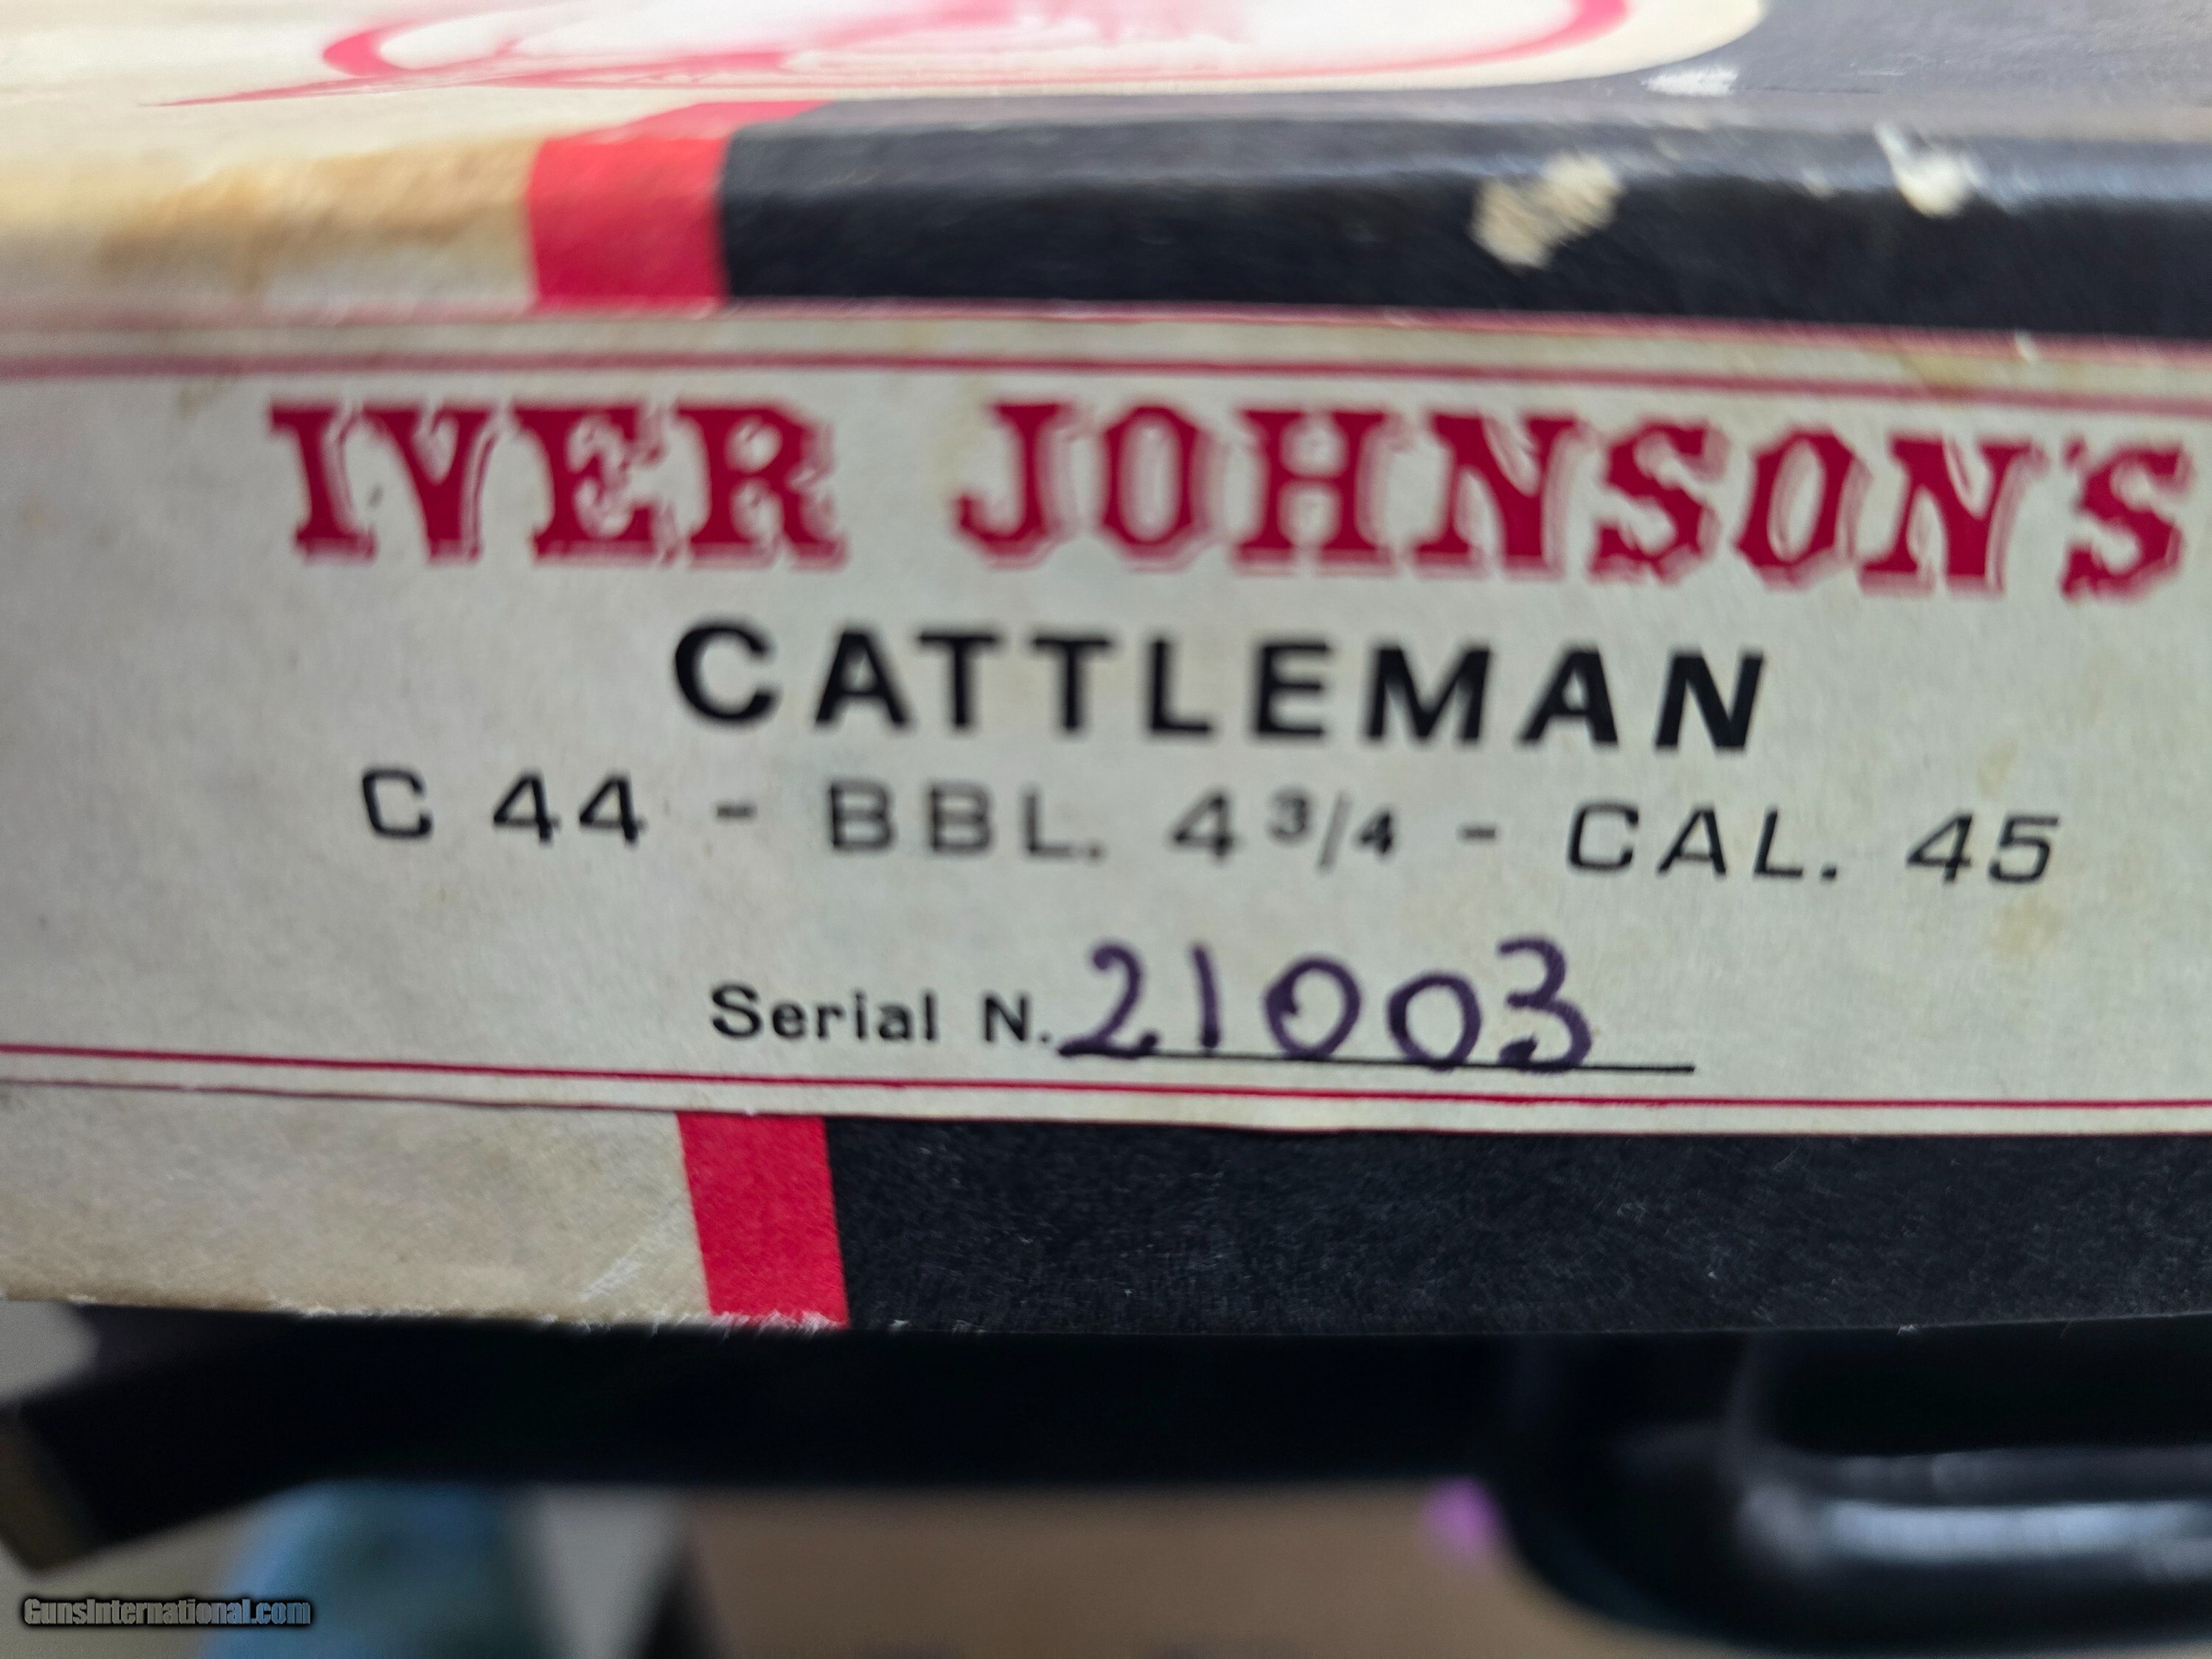 IVER JOHNSON'S
CATTLEMAN
C 44 - BBL. 4 3/4 - CAL. 45
Serial N. 21003
GunsInternational.com